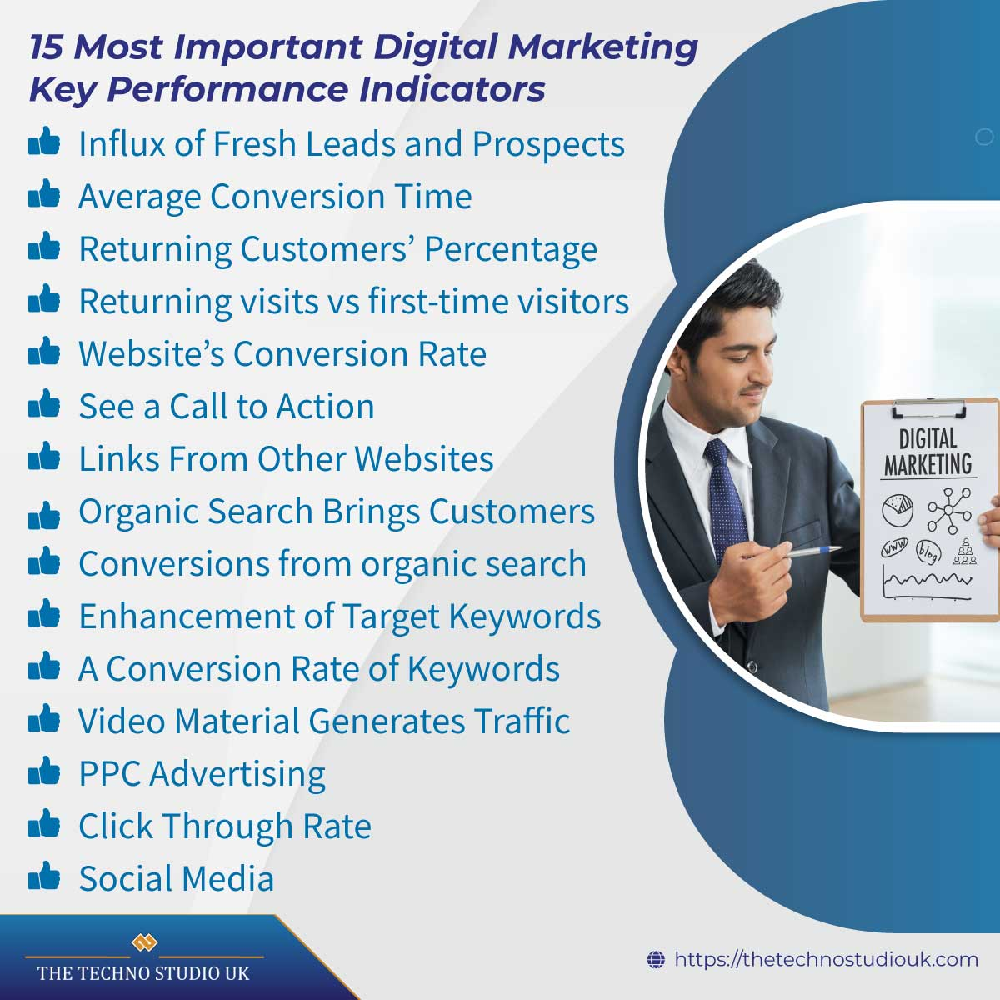 15 Most Important Digital Marketing
Key Performance Indicators
Influx of Fresh Leads and Prospects
Average Conversion Time
Returning Customers’ Percentage
Returning visits vs first-time visitors
Website’s Conversion Rate
See a Call to Action
Links From Other Websites
Organic Search Brings Customers
Conversions from organic search
Enhancement of Target Keywords
A Conversion Rate of Keywords
Video Material Generates Traffic
PPC Advertising
Click Through Rate
Social Media
DIGITAL
MARKETING
www
blog
THE TECHNO STUDIO UK
https://thetechnostudiouk.com